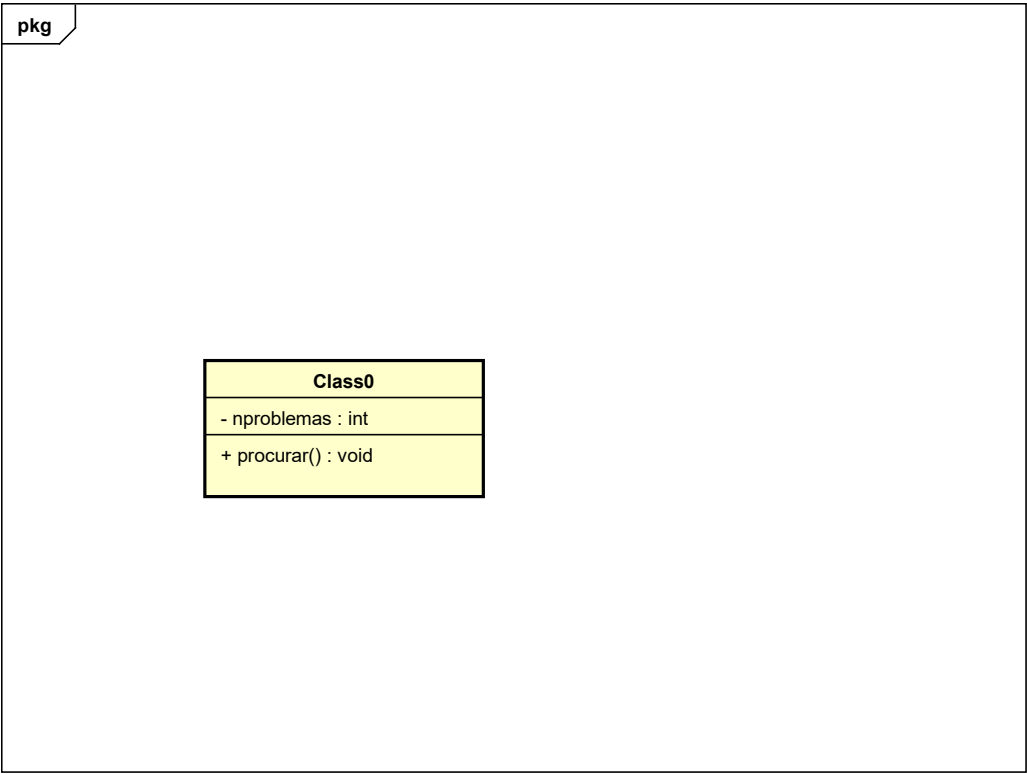 pkg
Class0
- nproblemas : int
+ procurar() : void